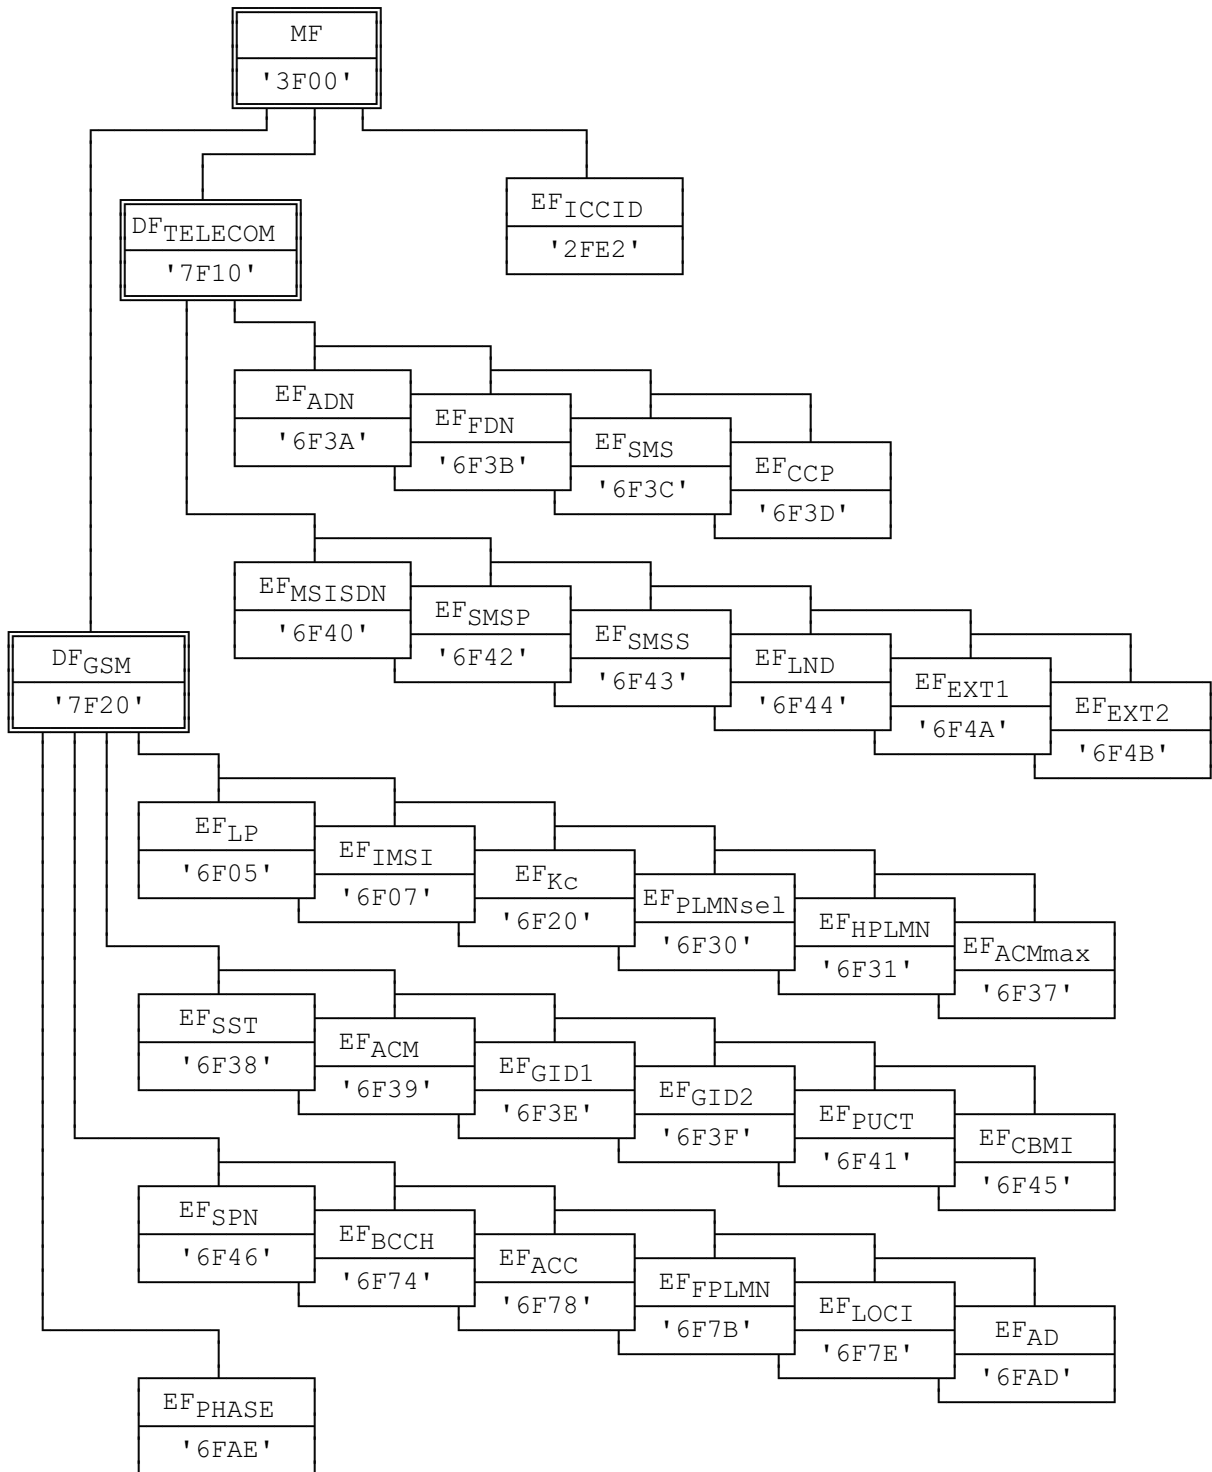 MF
'3F00'
EFICCID
'2FE2'
DFTELECOM
'7F10'
EFADN
'6F3A'
EFFDN
'6F3B'
EFSMS
'6F3C'
EFCCP
'6F3D'
EFMSISDN
'6F40'
EFSMSP
'6F42'
EFSMSS
'6F43'
EFLND
'6F44'
EFEXT1
'6F4A'
EFEXT2
'6F4B'
DFGSM
'7F20'
EFLP
'6F05'
EFIMSI
'6F07'
EFKc
'6F20'
EFPLMNsel
'6F30'
EFHPLMN
'6F31'
EFACMmax
'6F37'
EFSST
'6F38'
EFACM
'6F39'
EFGID1
'6F3E'
EFGID2
'6F3F'
EFPUCT
'6F41'
EFCBMI
'6F45'
EFSPN
'6F46'
EFBCCH
'6F74'
EFACC
'6F78'
EFFPLMN
'6F7B'
EFLOCI
'6F7E'
EFAD
'6FAD'
EFPHASE
'6FAE'